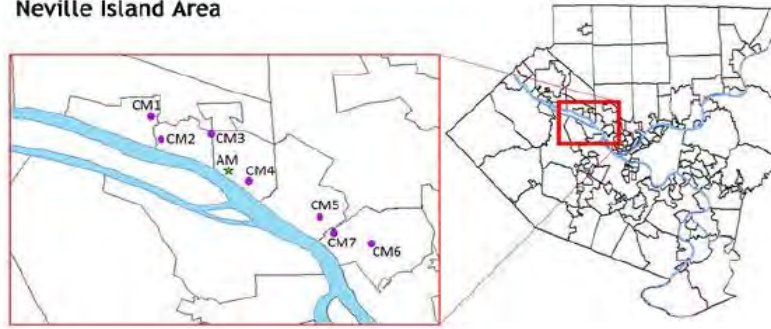 Neville Island Area
CM1
CM2
CM3
AM
CM4
CM5
CM7
CM6